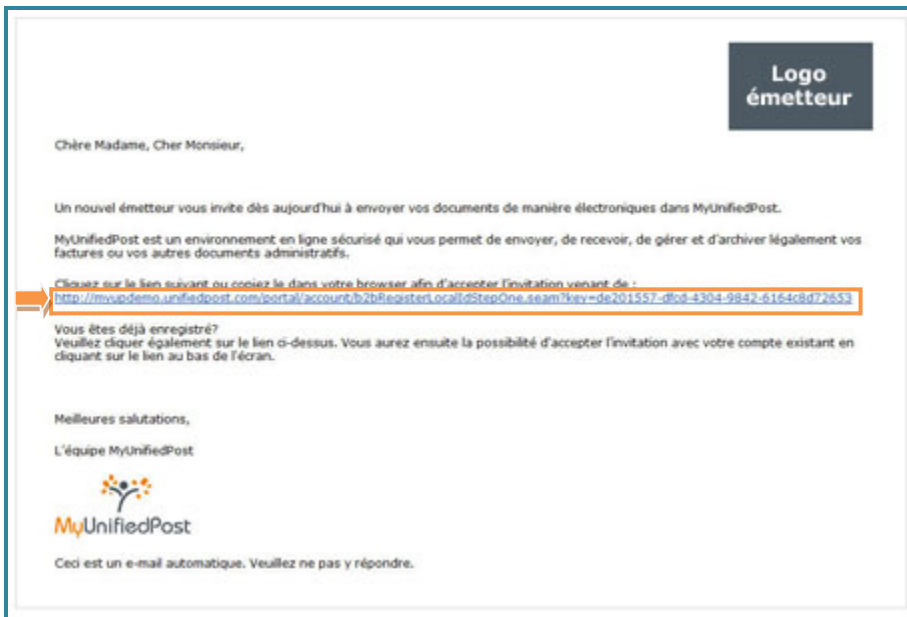 Logo
émetteur
Chère Madame, Cher Monsieur,
Un nouvel émetteur vous invite dès aujourd'hui à envoyer vos documents de manière électroniques dans MyUnifiedPost.
MyUnifiedPost est un environnement en ligne sécurisé qui vous permet de envoyer, de recevoir, de gérer et d'archiver légalement vos
factures ou vos autres documents administratifs.
Cliquez sur le lien suivant ou copiez le dans votre browser afin d'accepter l'invitation venant de :
http://myupdemo.unifiedpost.com/portal/account/b2bRegisterLocalIdStepOne.seam?key=de201557-dfcd-4304-9842-6164c8d72653
Vous êtes déjà enregistré?
Veuillez cliquer également sur le lien ci-dessus. Vous aurez ensuite la possibilité d'accepter l'invitation avec votre compte existant en
cliquant sur le lien au bas de l'écran.
Meilleures salutations,
L'équipe MyUnifiedPost
MyUnifiedPost
Ceci est un e-mail automatique. Veuillez ne pas y répondre.